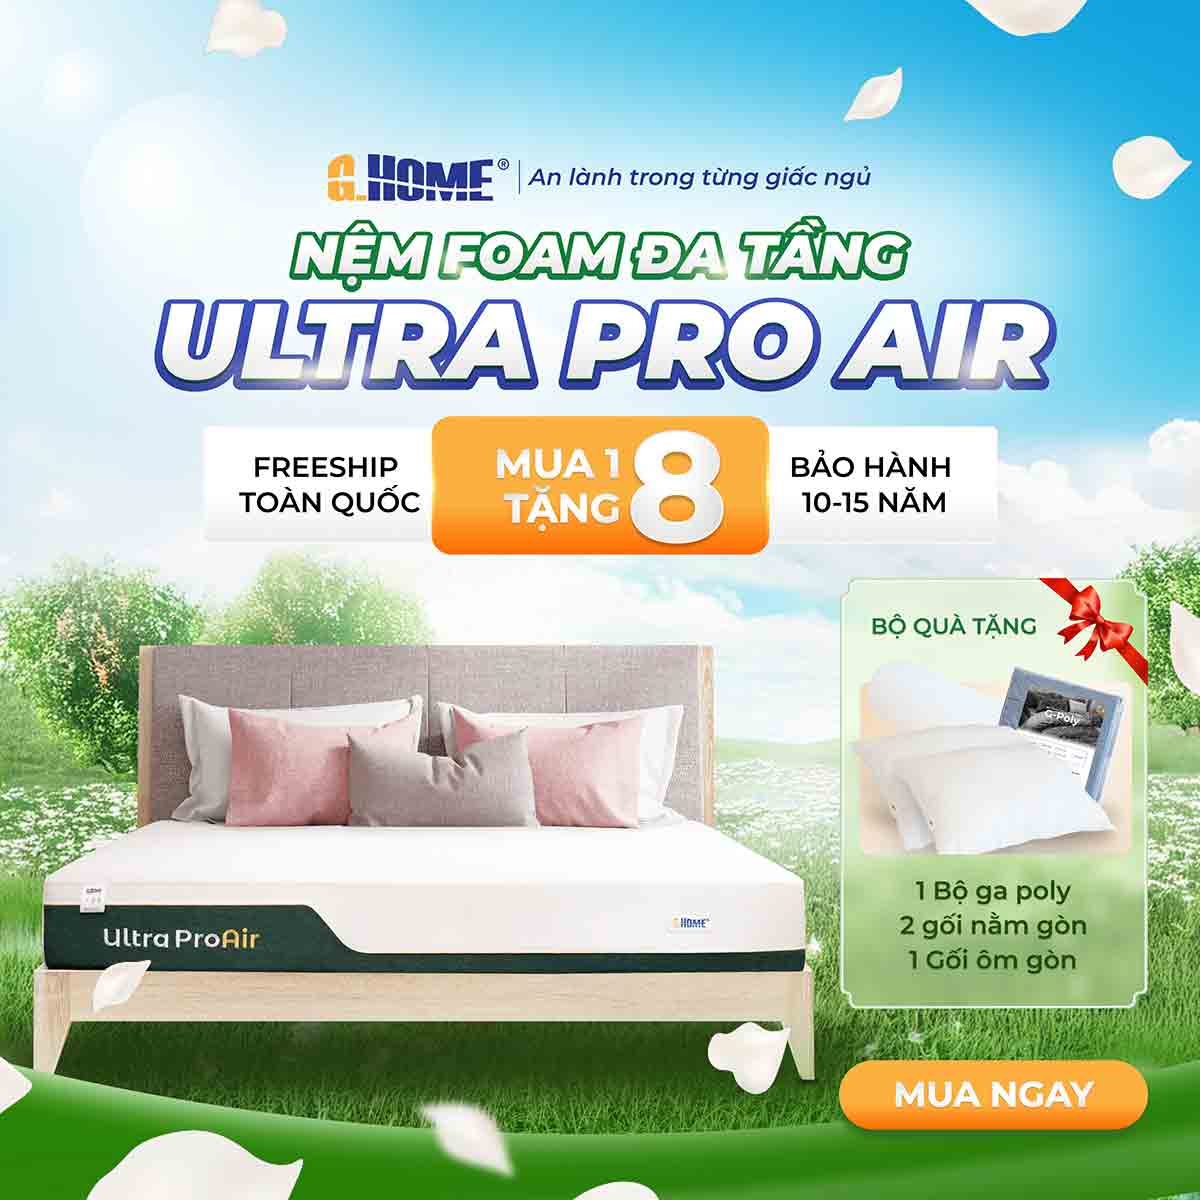 G.HOME® | An lành trong từng giấc ngủ
NỆM FOAM ĐA TẦNG
ULTRA PRO AIR
FREESHIP
TOÀN QUỐC
MUA 1
TẶNG
8
BẢO HÀNH
10-15 NĂM
BỘ QUÀ TẶNG
G-Poly
1 Bộ ga poly
2 gối nằm gòn
1 Gối ôm gòn
G.HOME
Ultra ProAir
G.HOME
MUA NGAY